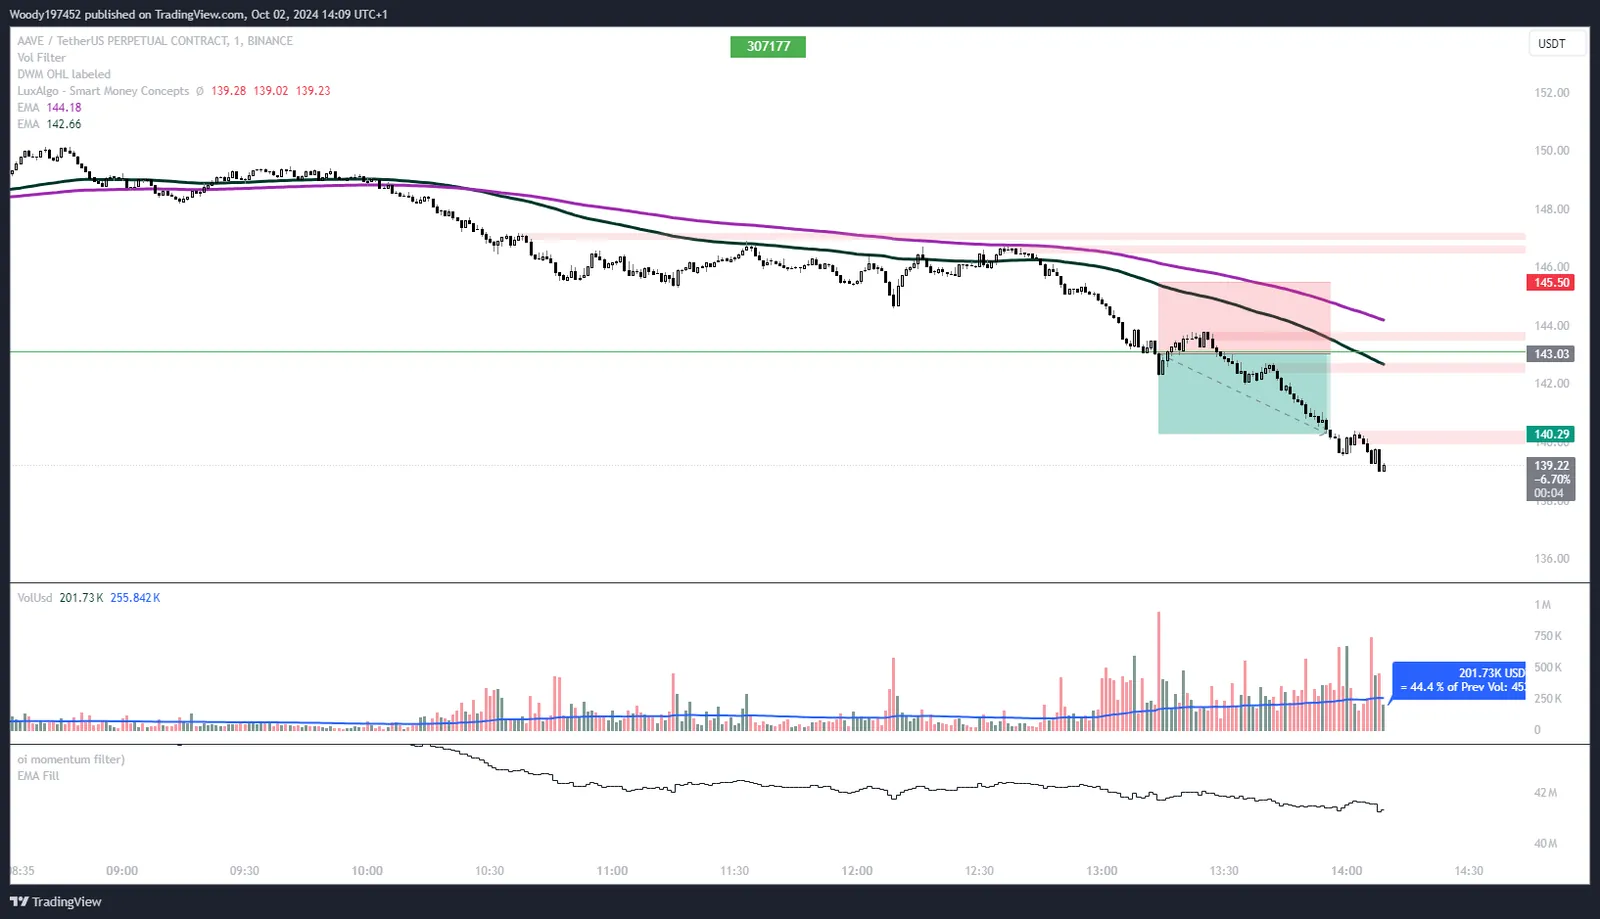 Woody197452 published on TradingView.com, Oct 02, 2024 14:09 UTC+1
AAVE / TetherUS PERPETUAL CONTRACT, 1, BINANCE
307177
USDT
Vol Filter
DWM OHL labeled
LuxAlgo - Smart Money Concepts Ø 139.28 139.02 139.23
EMA 144.18
EMA 142.66
152.00
150.00
148.00
146.00
145.50
144.00
143.03
142.00
140.29
139.22
−6.70%
00:04
136.00
VolUsd 201.73 K 255.842 K
1 M
750 K
500 K
250 K
0
201.73K USD
= 44.4 % of Prev Vol: 45
oi momentum filter)
EMA Fill
42 M
40 M
8:35 09:00 09:30 10:00 10:30 11:00 11:30 12:00 12:30 13:00 13:30 14:00 14:30
TradingView